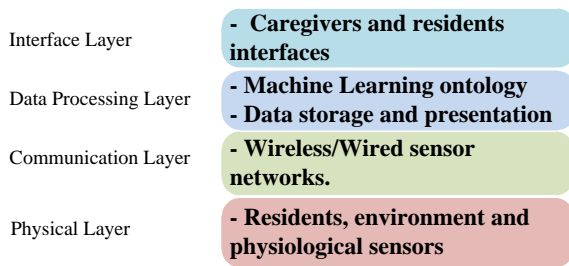 Interface Layer
- Caregivers and residents
interfaces
Data Processing Layer
- Machine Learning ontology
- Data storage and presentation
Communication Layer
- Wireless/Wired sensor
networks.
Physical Layer
- Residents, environment and
physiological sensors